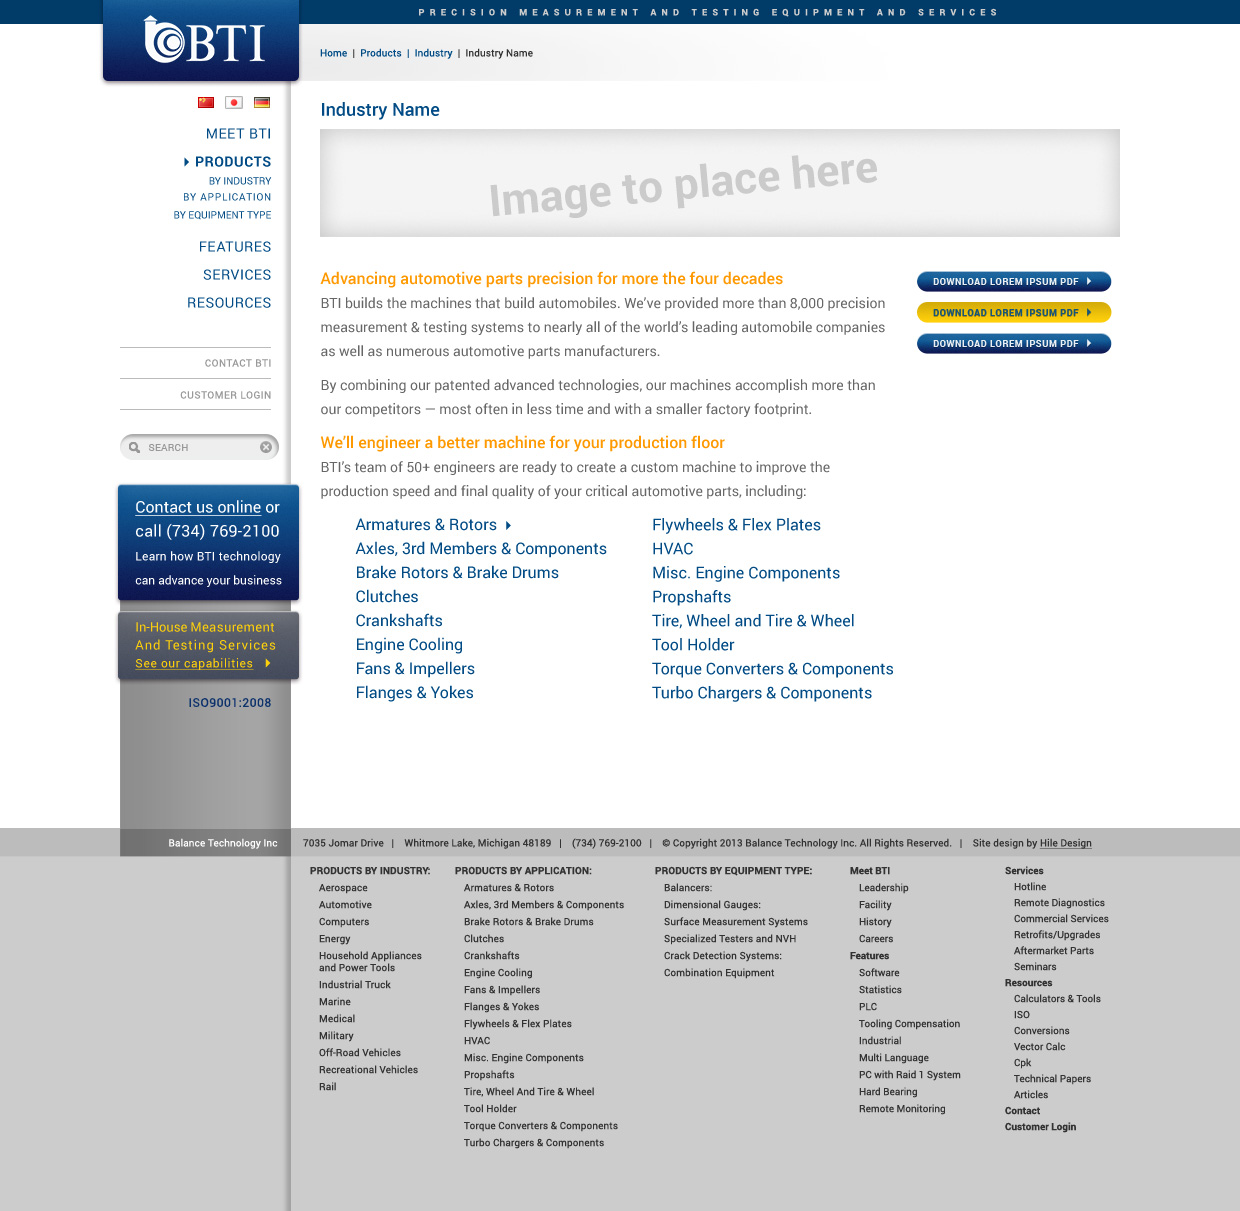 PRECISION MEASUREMENT AND TESTING EQUIPMENT AND SERVICES
BTI
Home | Products | Industry | Industry Name
MEET BTI
PRODUCTS
BY INDUSTRY
BY APPLICATION
BY EQUIPMENT TYPE
FEATURES
SERVICES
RESOURCES
CONTACT BTI
CUSTOMER LOGIN
SEARCH
Contact us online or
call (734) 769-2100
Learn how BTI technology
can advance your business
In-House Measurement
And Testing Services
See our capabilities
ISO9001:2008
Industry Name
Image to place here
Advancing automotive parts precision for more the four decades
BTI builds the machines that build automobiles. We've provided more than 8,000 precision
measurement & testing systems to nearly all of the world's leading automobile companies
as well as numerous automotive parts manufacturers.
By combining our patented advanced technologies, our machines accomplish more than
our competitors — most often in less time and with a smaller factory footprint.
We'll engineer a better machine for your production floor
BTI's team of 50+ engineers are ready to create a custom machine to improve the
production speed and final quality of your critical automotive parts, including:
Armatures & Rotors
Axles, 3rd Members & Components
Brake Rotors & Brake Drums
Clutches
Crankshafts
Engine Cooling
Fans & Impellers
Flanges & Yokes
Flywheels & Flex Plates
HVAC
Misc. Engine Components
Propshafts
Tire, Wheel and Tire & Wheel
Tool Holder
Torque Converters & Components
Turbo Chargers & Components
DOWNLOAD LOREM IPSUM PDF
DOWNLOAD LOREM IPSUM PDF
DOWNLOAD LOREM IPSUM PDF
Balance Technology Inc
7035 Jomar Drive | Whitmore Lake, Michigan 48189 | (734) 769-2100 | © Copyright 2013 Balance Technology Inc. All Rights Reserved. | Site design by Hile Design
PRODUCTS BY INDUSTRY:
Aerospace
Automotive
Computers
Energy
Household Appliances
and Power Tools
Industrial Truck
Marine
Medical
Military
Off-Road Vehicles
Recreational Vehicles
Rail
PRODUCTS BY APPLICATION:
Armatures & Rotors
Axles, 3rd Members & Components
Brake Rotors & Brake Drums
Clutches
Crankshafts
Engine Cooling
Fans & Impellers
Flanges & Yokes
Flywheels & Flex Plates
HVAC
Misc. Engine Components
Propshafts
Tire, Wheel And Tire & Wheel
Tool Holder
Torque Converters & Components
Turbo Chargers & Components
PRODUCTS BY EQUIPMENT TYPE:
Balancers:
Dimensional Gauges:
Surface Measurement Systems
Specialized Testers and NVH
Crack Detection Systems:
Combination Equipment
Meet BTI
Leadership
Facility
History
Careers
Features
Software
Statistics
PLC
Tooling Compensation
Industrial
Multi Language
PC with Raid 1 System
Hard Bearing
Remote Monitoring
Services
Hotline
Remote Diagnostics
Commercial Services
Retrofits/Upgrades
Aftermarket Parts
Seminars
Resources
Calculators & Tools
ISO
Conversions
Vector Calc
Cpk
Technical Papers
Articles
Contact
Customer Login